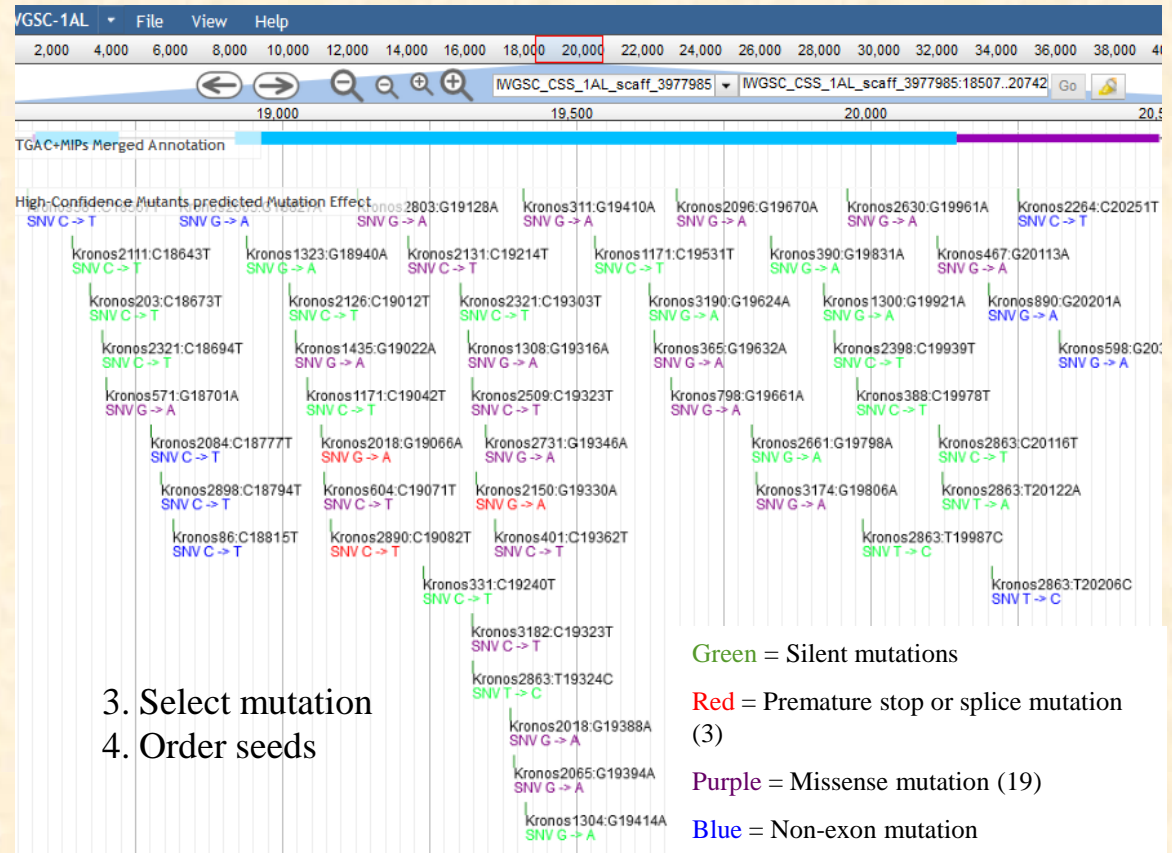 WGSC-1AL File View Help
2,000 4,000 6,000 8,000 10,000 12,000 14,000 16,000 18,000 20,000 22,000 24,000 26,000 28,000 30,000 32,000 34,000 36,000 38,000
IWGSC_CSS_1AL_scaff_3977985 IWGSC_CSS_1AL_scaff_3977985:18507..20742 Go
19,000 19,500 20,000 20,5
TGAC+MIPs Merged Annotation
High-Confidence Mutants predicted Mutation Effect
2803:G19128A Kronos311:G19410A Kronos2096:G19670A Kronos2630:G19961A Kronos2264:C20251T
SNV C -> T SNV G -> A SNV G -> A SNV G -> A SNV G -> A SNV G -> A SNV C -> T
Kronos2111:C18643T Kronos1323:G18940A Kronos2131:C19214T Kronos1171:C19531T Kronos390:G19831A Kronos467:G20113A
SNV C -> T SNV G -> A SNV C -> T SNV C -> T SNV G -> A SNV G -> A
Kronos203:C18673T Kronos2126:C19012T Kronos2321:C19303T Kronos3190:G19624A Kronos1300:G19921A Kronos890:G20201A
SNV C -> T SNV C -> T SNV C -> T SNV G -> A SNV G -> A SNV G -> A
Kronos2321:C18694T Kronos1435:G19022A Kronos1308:G19316A Kronos365:G19632A Kronos2398:C19939T Kronos598:G20
SNV C -> T SNV G -> A SNV G -> A SNV G -> A SNV C -> T SNV G -> A
Kronos571:G18701A Kronos1171:C19042T Kronos2509:C19323T Kronos798:G19661A Kronos388:C19978T
SNV G -> A SNV C -> T SNV C -> T SNV G -> A SNV C -> T
Kronos2084:C18777T Kronos2018:G19066A Kronos2731:G19346A Kronos2661:G19798A Kronos2863:C20116T
SNV C -> T SNV G -> A SNV G -> A SNV G -> A SNV C -> T
Kronos2898:C18794T Kronos604:C19071T Kronos2150:G19330A Kronos3174:G19806A Kronos2863:T20122A
SNV C -> T SNV C -> T SNV G -> A SNV G -> A SNV T -> A
Kronos86:C18815T Kronos2890:C19082T Kronos401:C19362T Kronos2863:T19987C
SNV C -> T SNV C -> T SNV C -> T SNV T -> C
Kronos331:C19240T Kronos2863:T20206C
SNV C -> T SNV T -> C
Kronos3182:C19323T
SNV C -> T
Kronos2863:T19324C
SNV T -> C
Kronos2018:G19388A
SNV G -> A
Kronos2065:G19394A
SNV G -> A
Kronos1304:G19414A
SNV G -> A
3. Select mutation
4. Order seeds
Green = Silent mutations
Red = Premature stop or splice mutation
(3)
Purple = Missense mutation (19)
Blue = Non-exon mutation